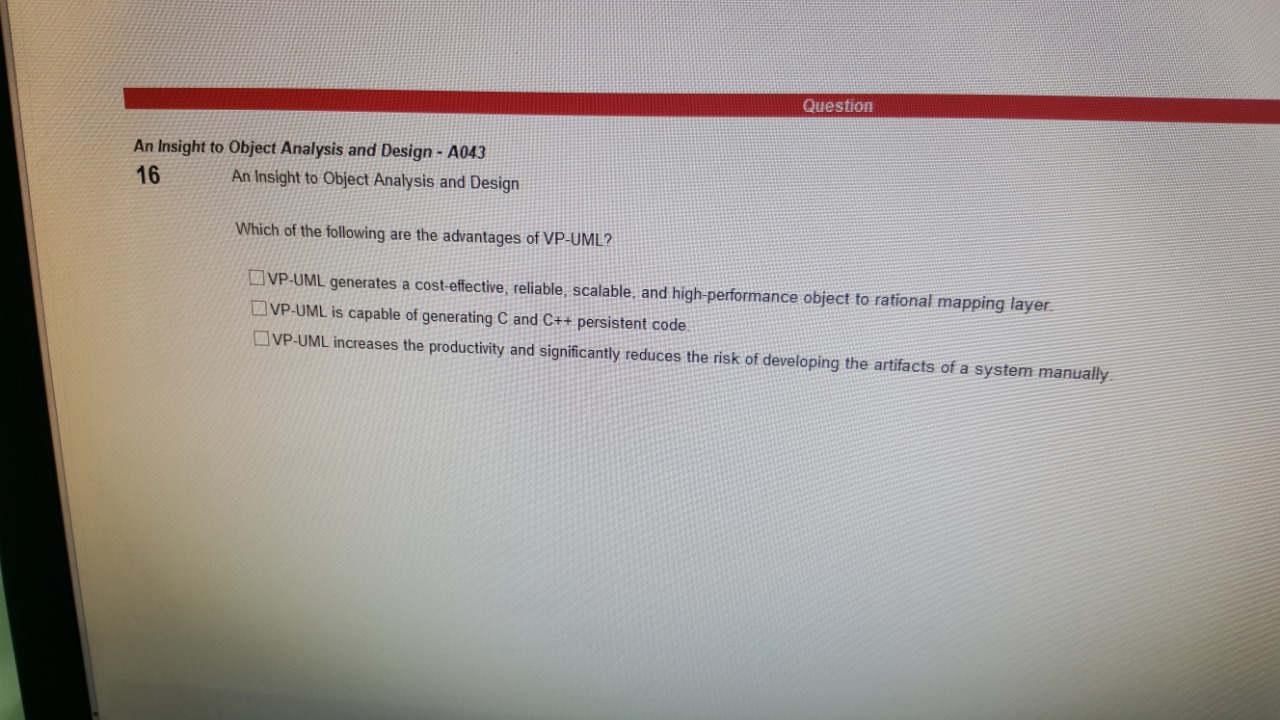 Question
An Insight to Object Analysis and Design - A043
16 An Insight to Object Analysis and Design
Which of the following are the advantages of VP-UML?
VP-UML generates a cost-effective, reliable, scalable, and high-performance object to rational mapping layer.
VP-UML is capable of generating C and C++ persistent code.
VP-UML increases the productivity and significantly reduces the risk of developing the artifacts of a system manually.